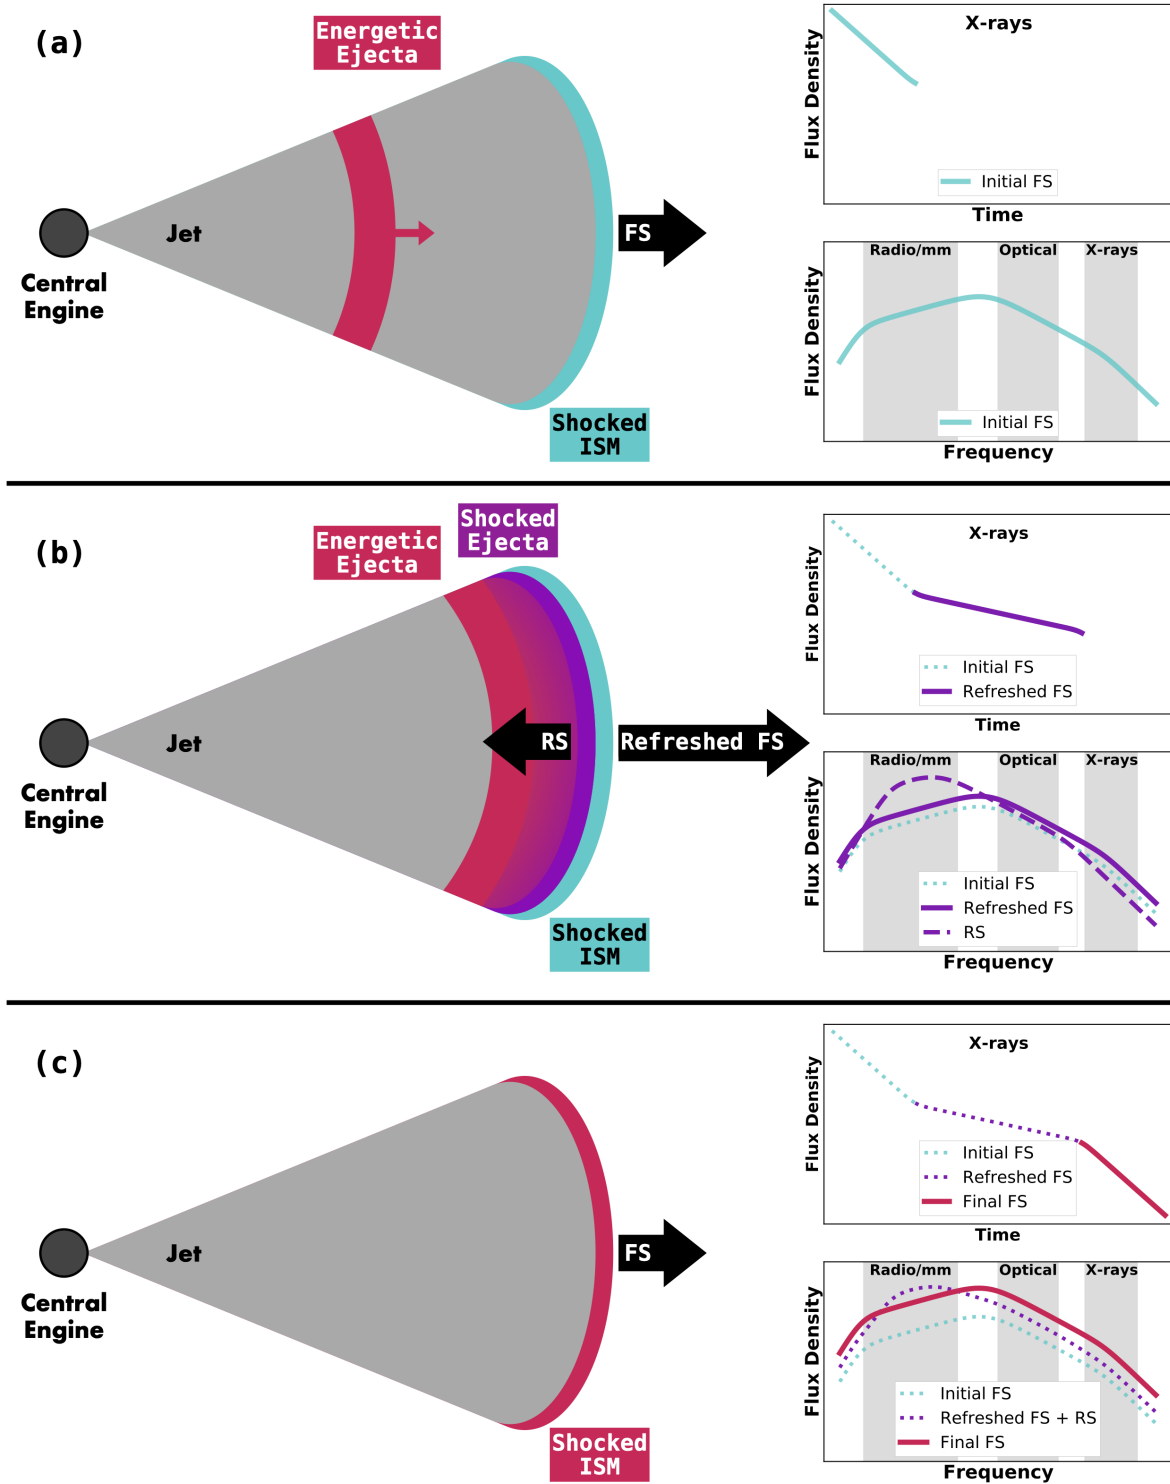 (a)
Energetic
Ejecta
Jet
Central
Engine
FS
Shocked
ISM
X-rays
Flux Density
Initial FS
Time
Radio/mm
Optical
X-rays
Flux Density
Initial FS
Frequency
(b)
Energetic
Ejecta
Shocked
Ejecta
Jet
Central
Engine
RS
Refreshed FS
Shocked
ISM
X-rays
Flux Density
Initial FS
Refreshed FS
Time
Radio/mm
Optical
X-rays
Flux Density
Initial FS
Refreshed FS
RS
Frequency
(c)
Jet
Central
Engine
FS
Shocked
ISM
X-rays
Flux Density
Initial FS
Refreshed FS
Final FS
Time
Radio/mm
Optical
X-rays
Flux Density
Initial FS
Refreshed FS + RS
Final FS
Frequency